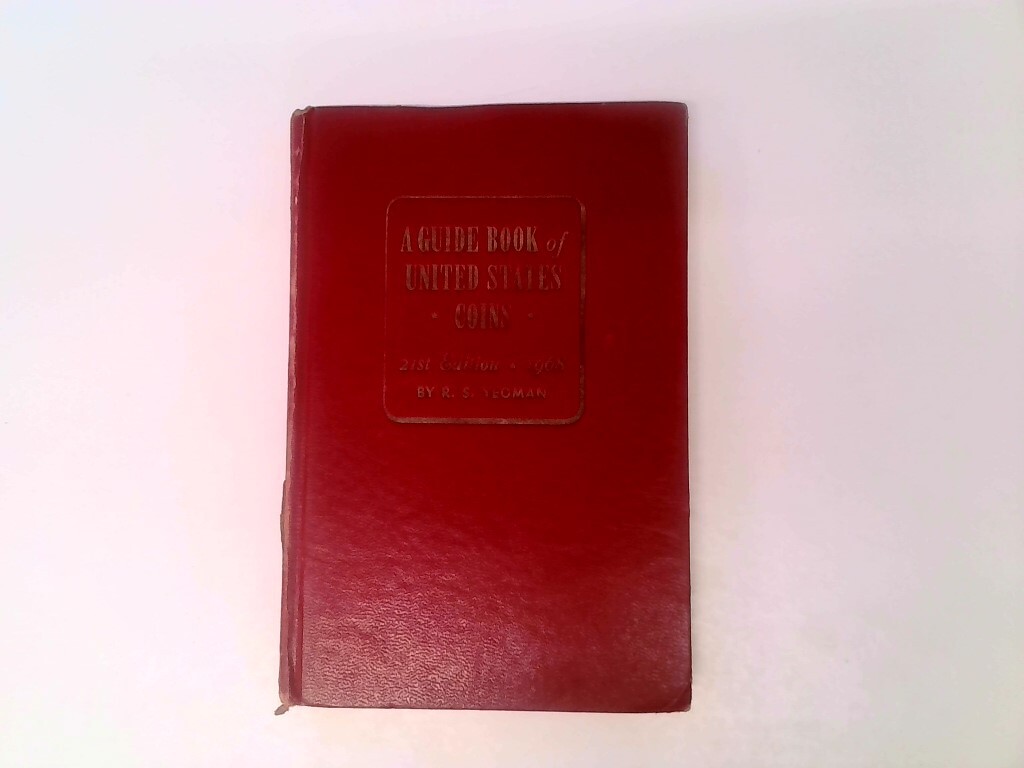 A GUIDE BOOK of
UNITED STATES
• COINS •
21st Edition • 1968
BY R. S. YEOMAN